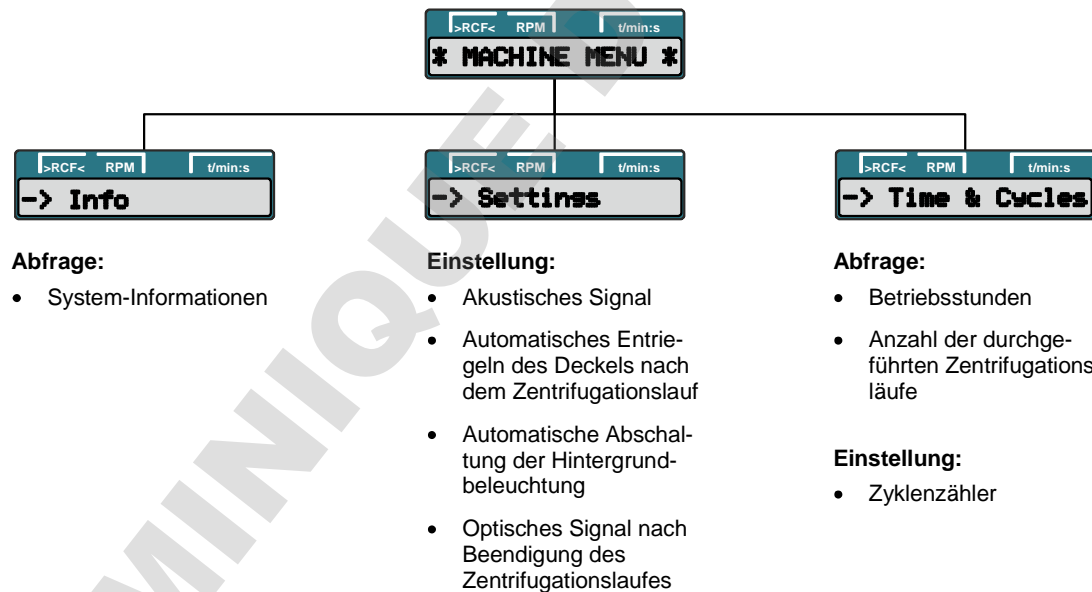 >RCF< RPM t/min:s
* MACHINE MENU *
>RCF< RPM t/min:s
-> Info
Abfrage:
• System-Informationen
>RCF< RPM t/min:s
-> Settings
Einstellung:
• Akustisches Signal
• Automatisches Entrie-
geln des Deckels nach
dem Zentrifugationslauf
• Automatische Abschal-
tung der Hintergrund-
beleuchtung
• Optisches Signal nach
Beendigung des
Zentrifugationslaufes
>RCF< RPM t/min:s
-> Time & Cycles
Abfrage:
• Betriebsstunden
• Anzahl der durchge-
führten Zentrifugations
läufe
Einstellung:
• Zyklenzähler
MINIQUE D